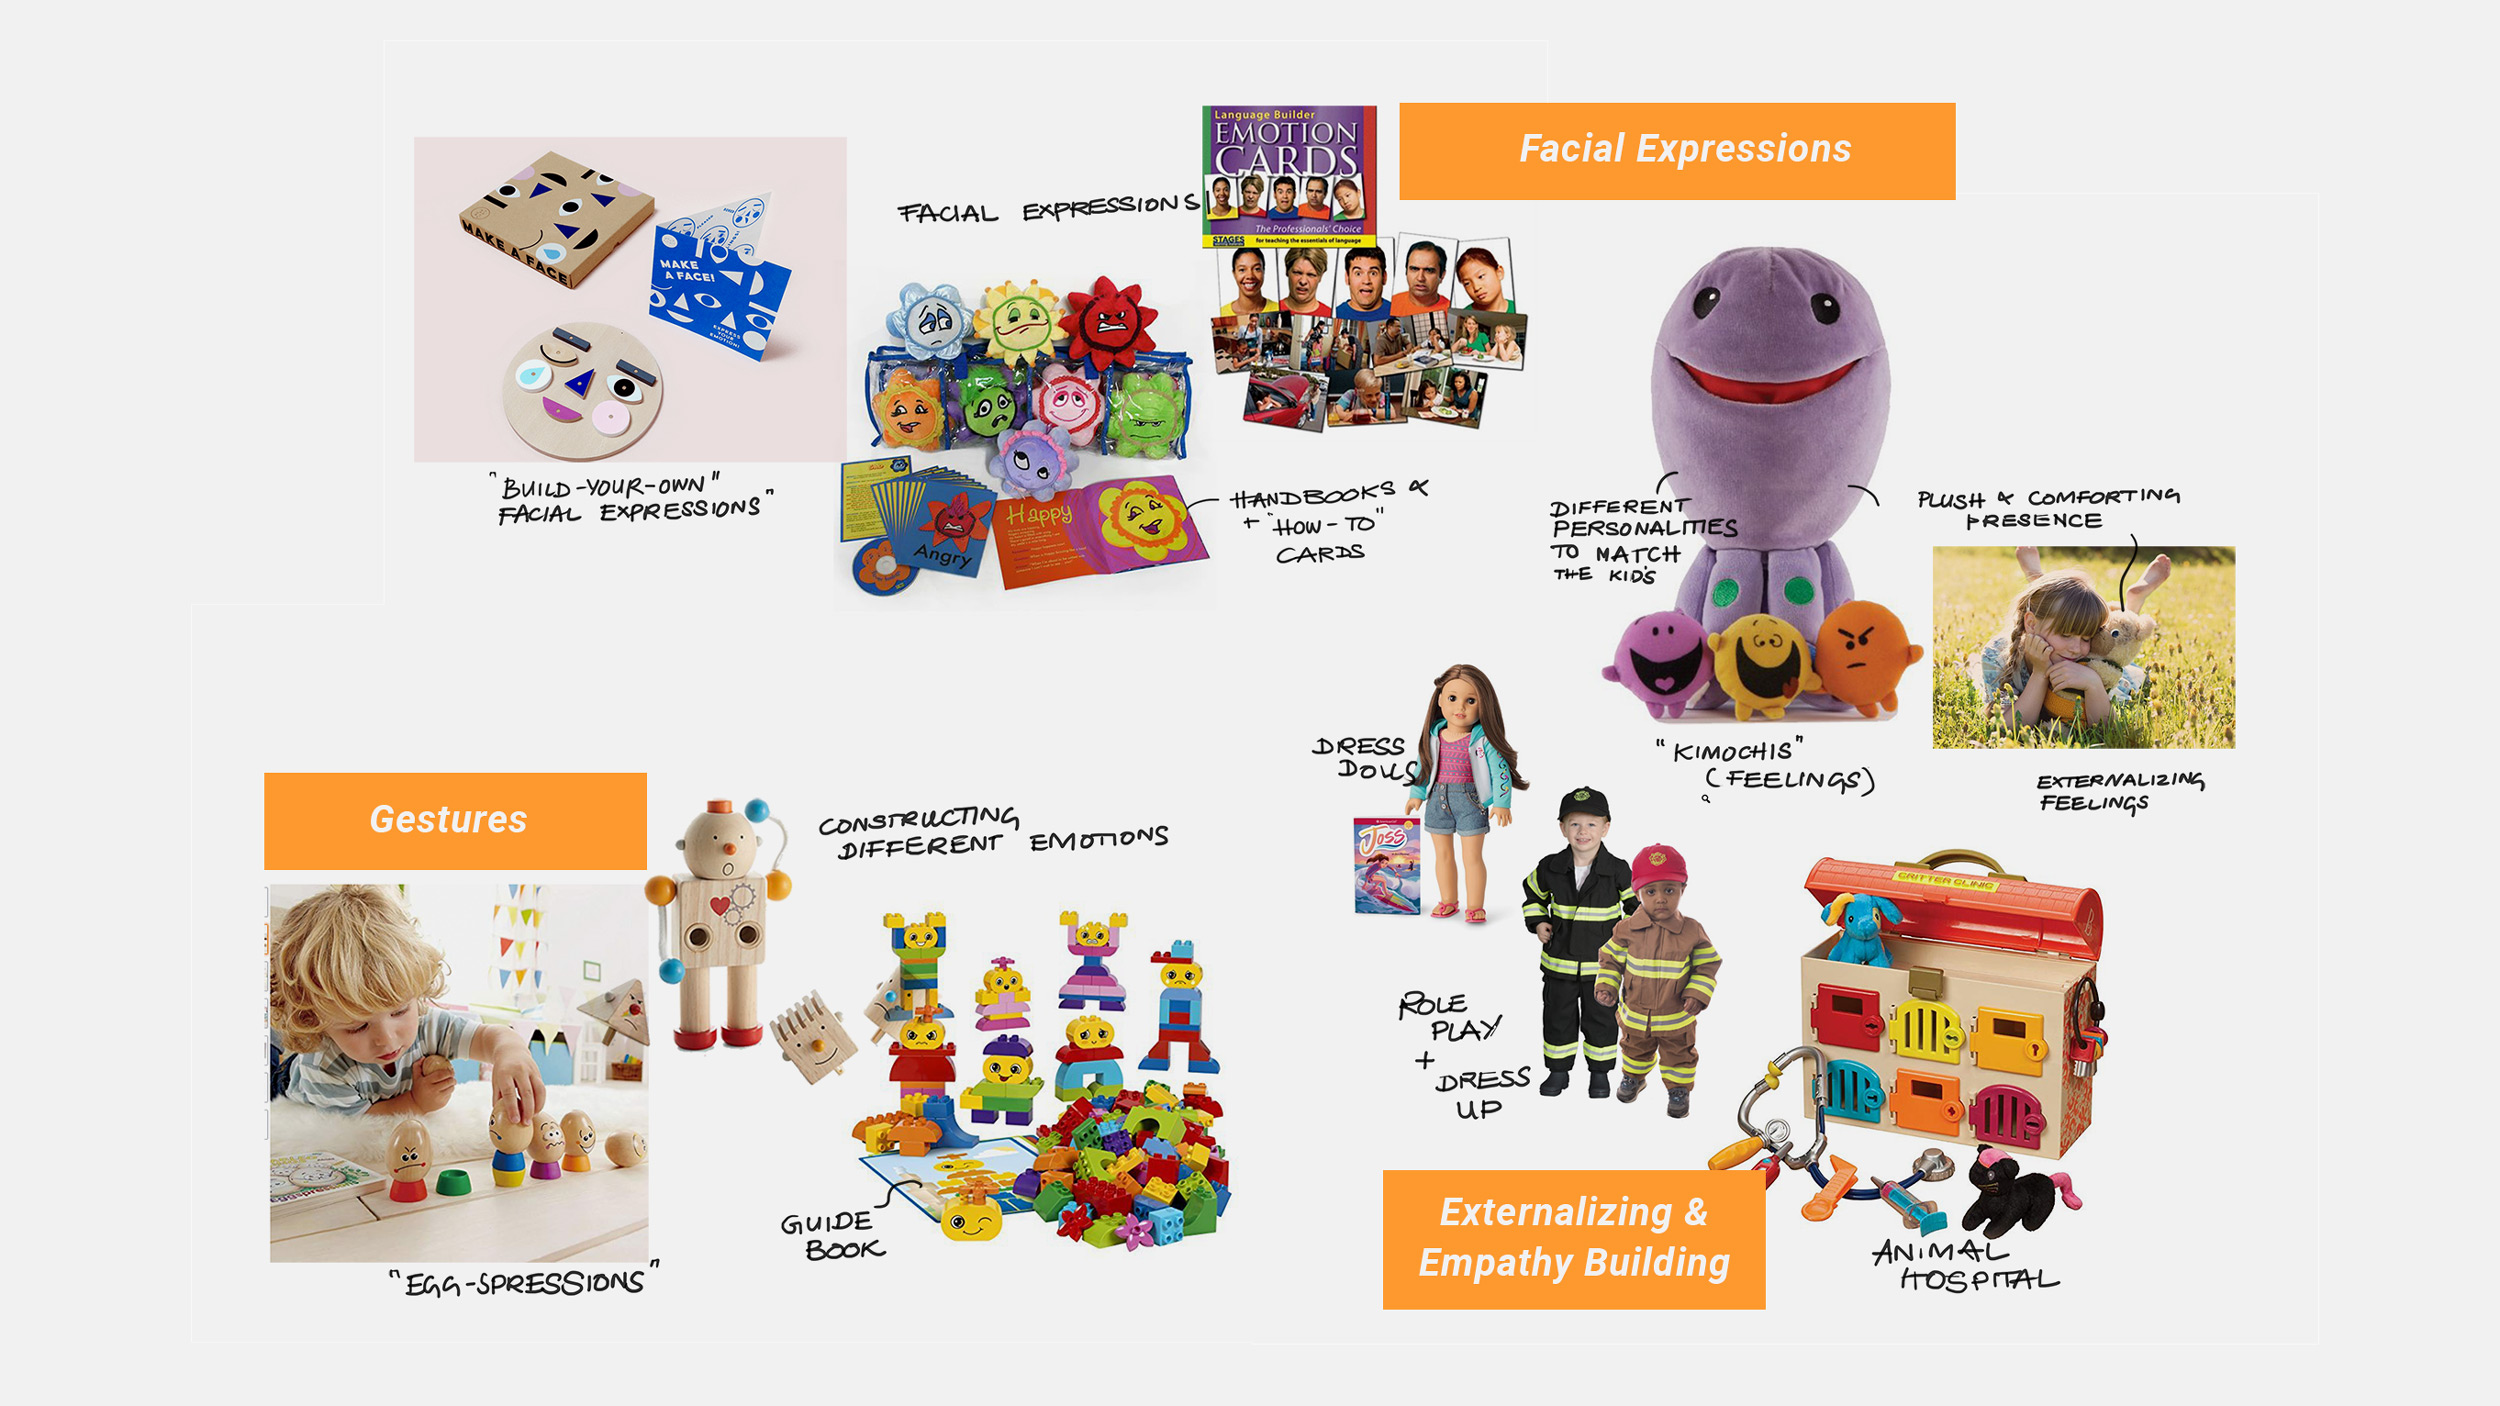 Facial Expressions
FACIAL EXPRESSIONS
Language Builder
EMOTION
CARDS
The Professionals' Choice
STAGES
for teaching the essentials of language
MAKE A FACE
MAKE
A FACE!
EXPRESS
YOUR
EMOTION!
"BUILD-YOUR-OWN"
FACIAL EXPRESSIONS"
Happy
Angry
HANDBOOKS &
+ "HOW-TO"
CARDS
DIFFERENT
PERSONALITIES
TO MATCH
THE KID'S
PLUSH & COMFORTING
PRESENCE
"KIMOCHIS"
(FEELINGS)
EXTERNALIZING
FEELINGS
DRESS
DOLLS
Joss
Gestures
CONSTRUCTING
DIFFERENT EMOTIONS
GUIDE
BOOK
"EGG-SPRESSIONS"
ROLE
PLAY
+
DRESS
UP
CRITTER CLINIC
Externalizing &
Empathy Building
ANIMAL
HOSPITAL